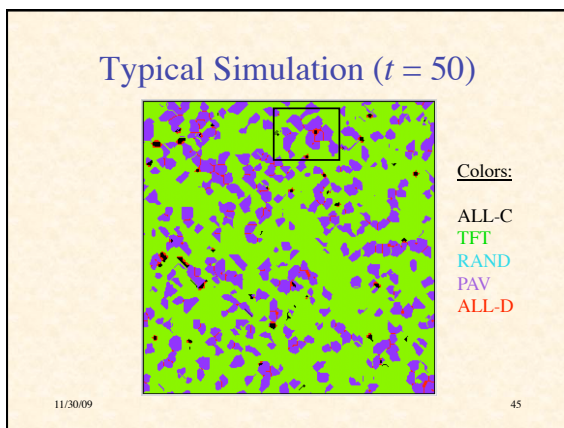 Typical Simulation (t = 50)
Colors:
ALL-C
TFT
RAND
PAV
ALL-D
11/30/09
45